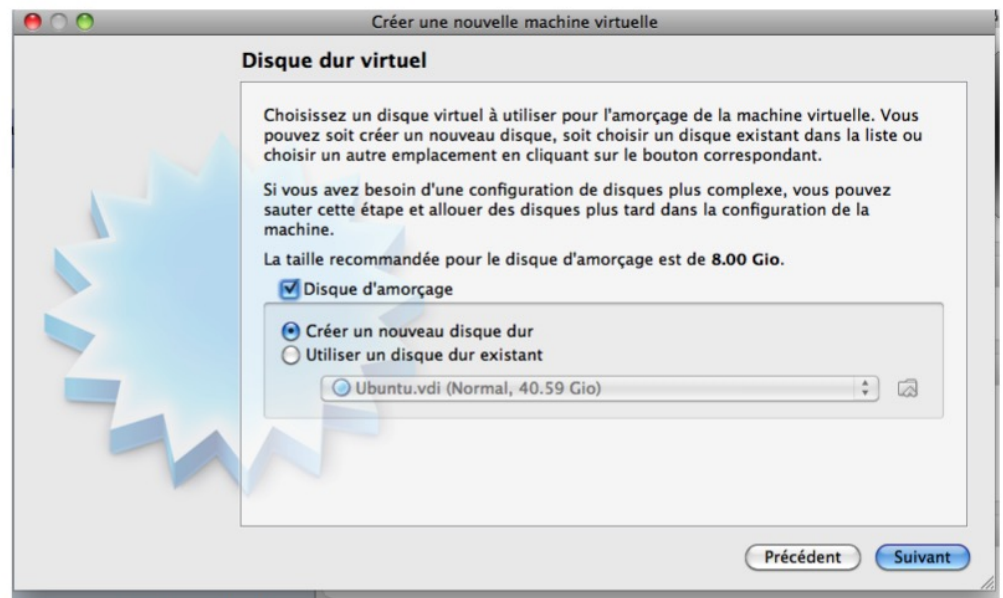 Créer une nouvelle machine virtuelle
Disque dur virtuel
Choisissez un disque virtuel à utiliser pour l'amorçage de la machine virtuelle. Vous
pouvez soit créer un nouveau disque, soit choisir un disque existant dans la liste ou
choisir un autre emplacement en cliquant sur le bouton correspondant.
Si vous avez besoin d'une configuration de disques plus complexe, vous pouvez
sauter cette étape et allouer des disques plus tard dans la configuration de la
machine.
La taille recommandée pour le disque d'amorçage est de 8.00 Gio.
Disque d'amorçage
Créer un nouveau disque dur
Utiliser un disque dur existant
Ubuntu.vdi (Normal, 40.59 Gio)
Précédent
Suivant